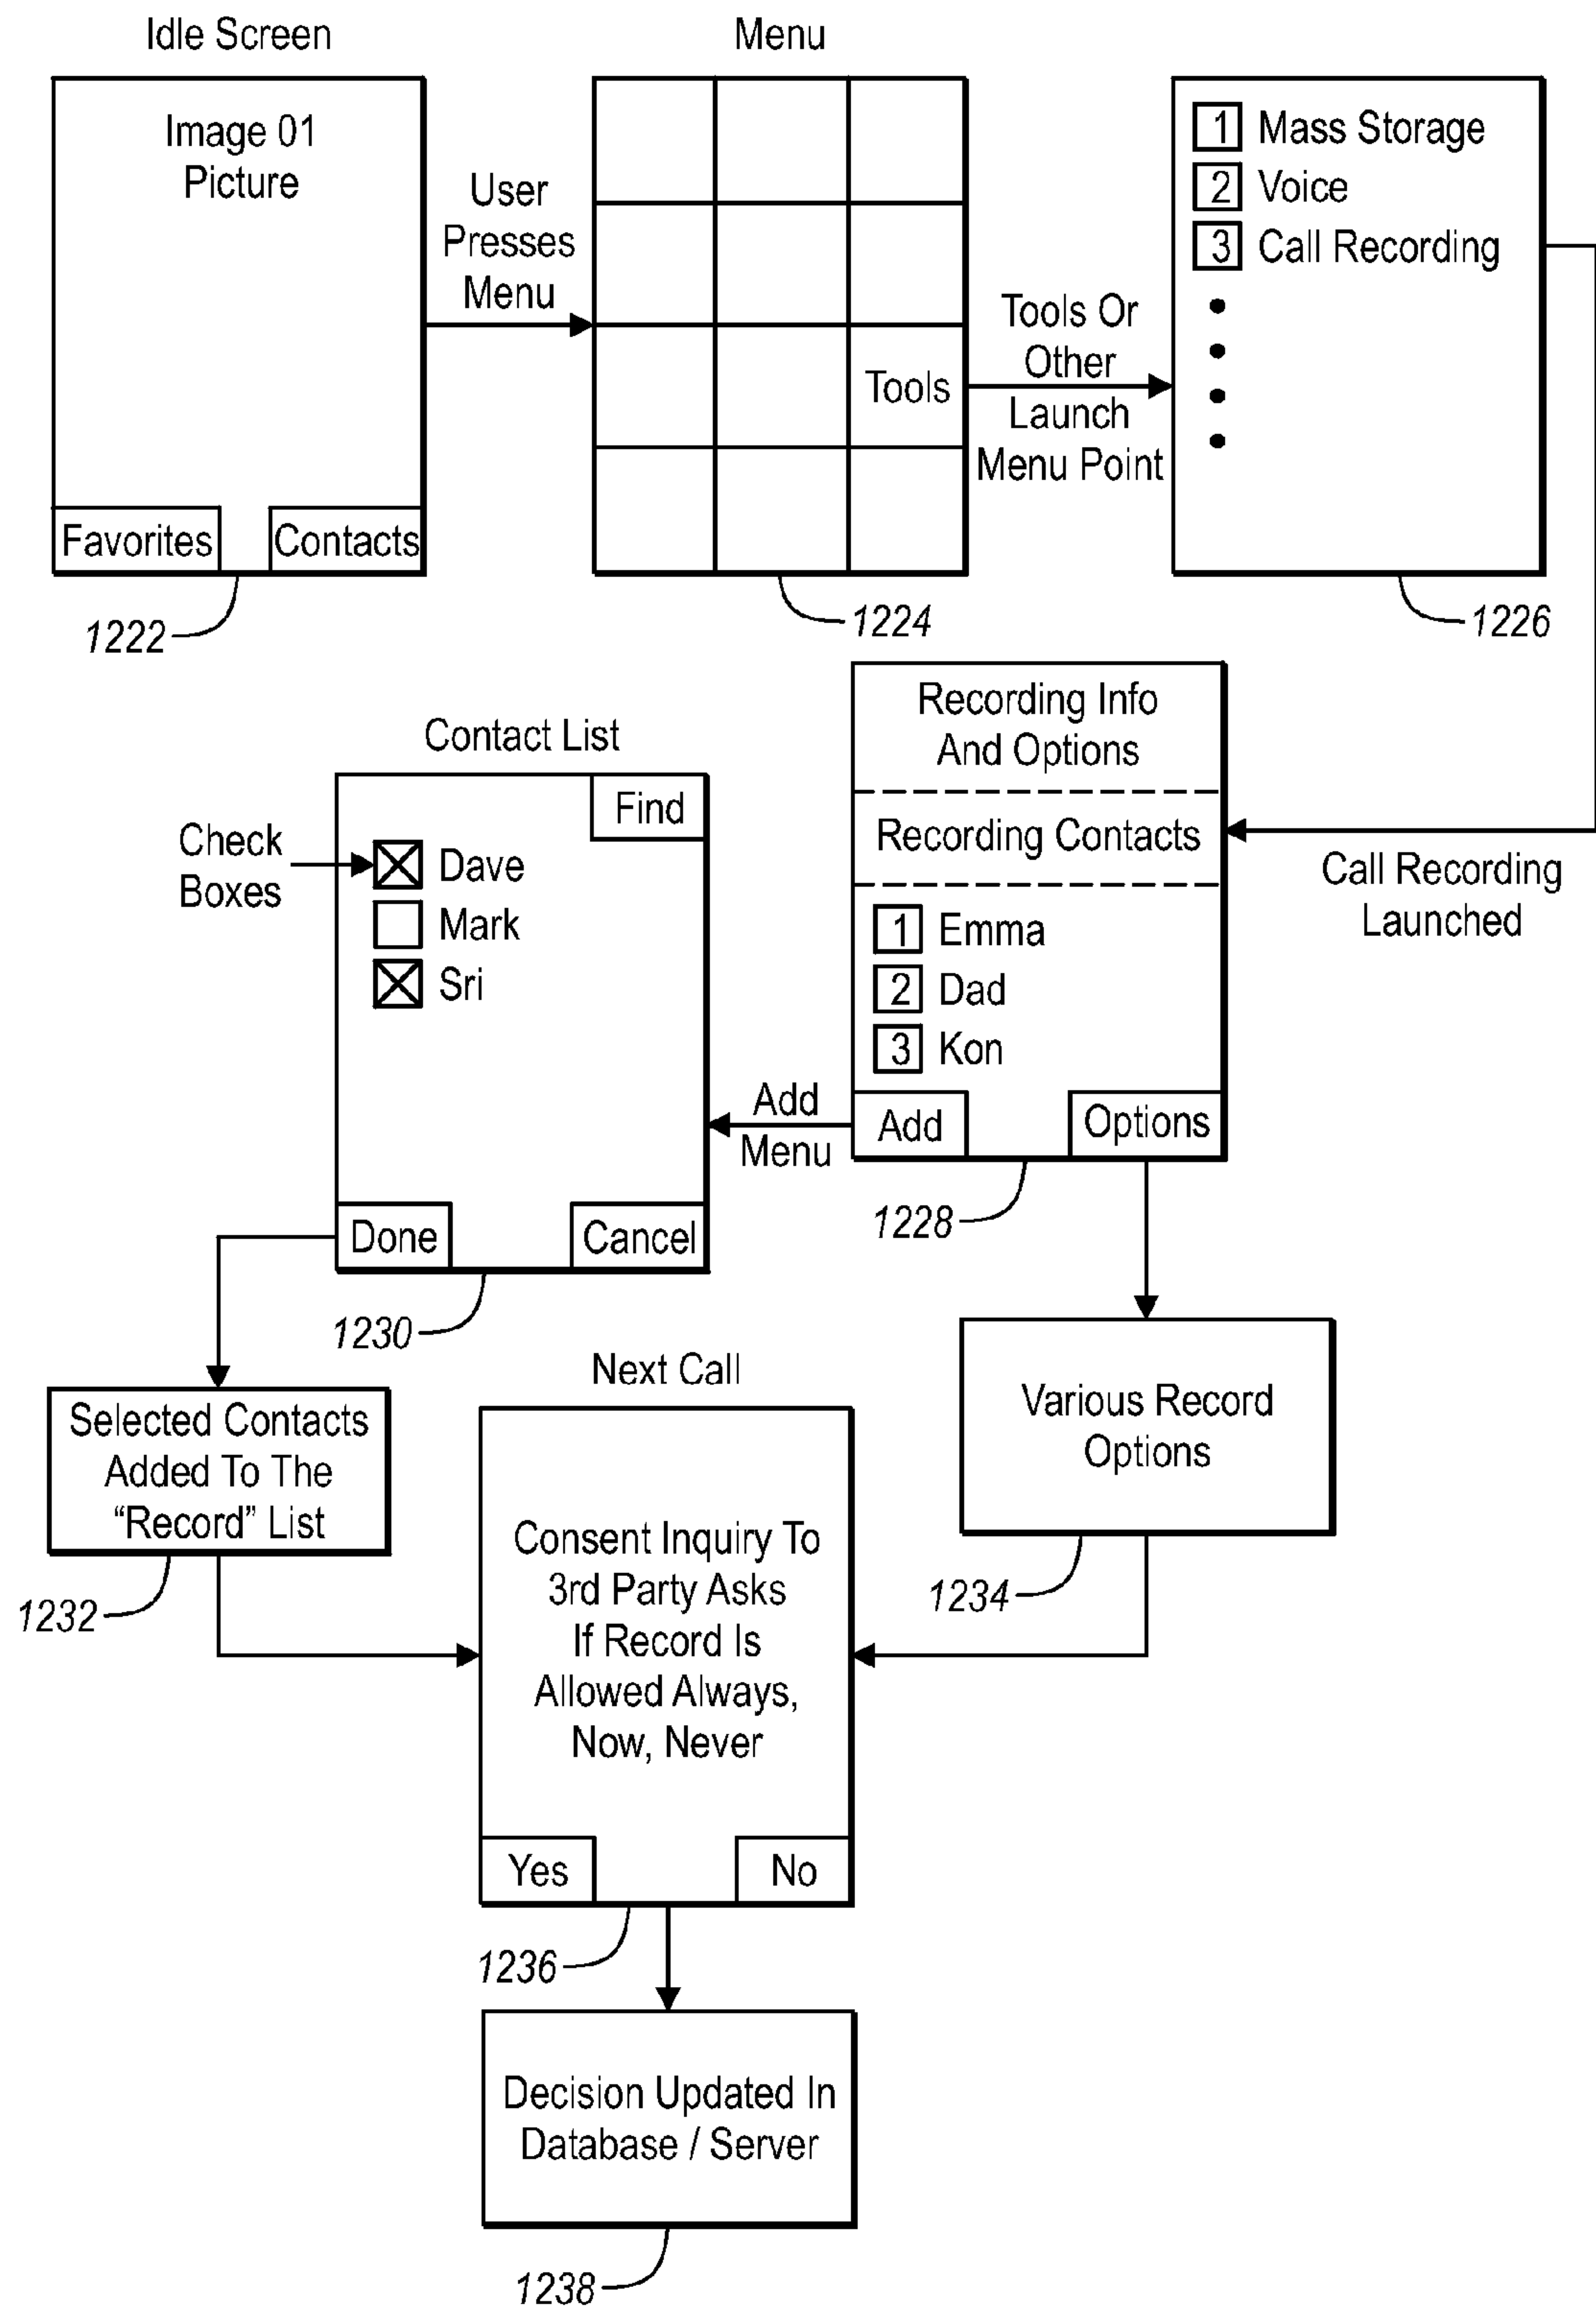 Idle Screen
Image 01
Picture
Favorites
Contacts
1222
User
Presses
Menu
Menu
Tools
1224
Tools Or
Other
Launch
Menu Point
1 Mass Storage
2 Voice
3 Call Recording
1226
Call Recording
Launched
Recording Info
And Options
Recording Contacts
1 Emma
2 Dad
3 Kon
Add
Options
1228
Add
Menu
Contact List
Find
Check
Boxes
Dave
Mark
Sri
Done
Cancel
1230
Selected Contacts
Added To The
“Record” List
1232
Various Record
Options
1234
Next Call
Consent Inquiry To
3rd Party Asks
If Record Is
Allowed Always,
Now, Never
Yes
No
1236
Decision Updated In
Database / Server
1238